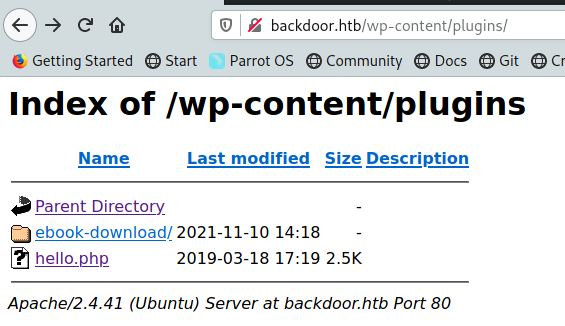 backdoor.htb/wp-content/plugins/
Getting Started Start Parrot OS Community Docs Git Cr
Index of /wp-content/plugins
Name Last modified Size Description
Parent Directory -
ebook-download/ 2021-11-10 14:18 -
hello.php 2019-03-18 17:19 2.5K
Apache/2.4.41 (Ubuntu) Server at backdoor.htb Port 80